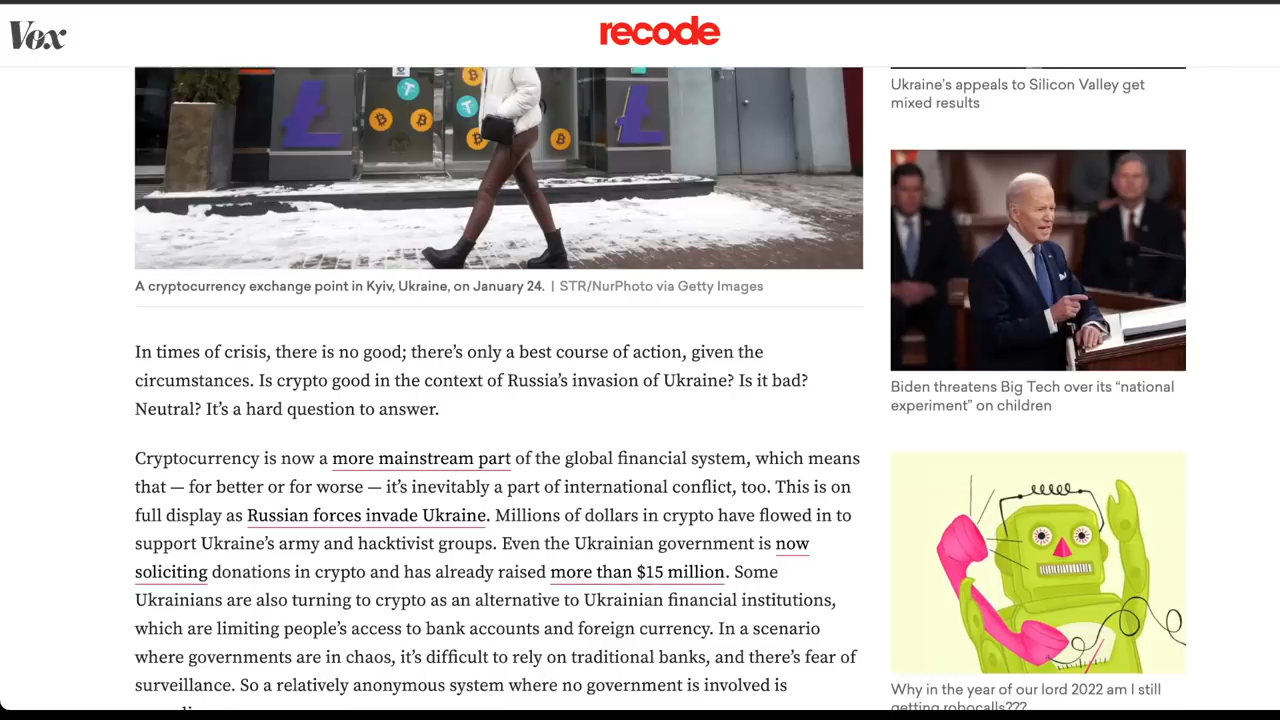 Vox
recode
A cryptocurrency exchange point in Kyiv, Ukraine, on January 24. | STR/NurPhoto via Getty Images
In times of crisis, there is no good; there’s only a best course of action, given the
circumstances. Is crypto good in the context of Russia’s invasion of Ukraine? Is it bad?
Neutral? It’s a hard question to answer.
Cryptocurrency is now a more mainstream part of the global financial system, which means
that — for better or for worse — it’s inevitably a part of international conflict, too. This is on
full display as Russian forces invade Ukraine. Millions of dollars in crypto have flowed in to
support Ukraine’s army and hacktivist groups. Even the Ukrainian government is now
soliciting donations in crypto and has already raised more than $15 million. Some
Ukrainians are also turning to crypto as an alternative to Ukrainian financial institutions,
which are limiting people’s access to bank accounts and foreign currency. In a scenario
where governments are in chaos, it’s difficult to rely on traditional banks, and there’s fear of
surveillance. So a relatively anonymous system where no government is involved is
Ukraine’s appeals to Silicon Valley get
mixed results
Biden threatens Big Tech over its “national
experiment” on children
Why in the year of our lord 2022 am I still
getting robocalls???